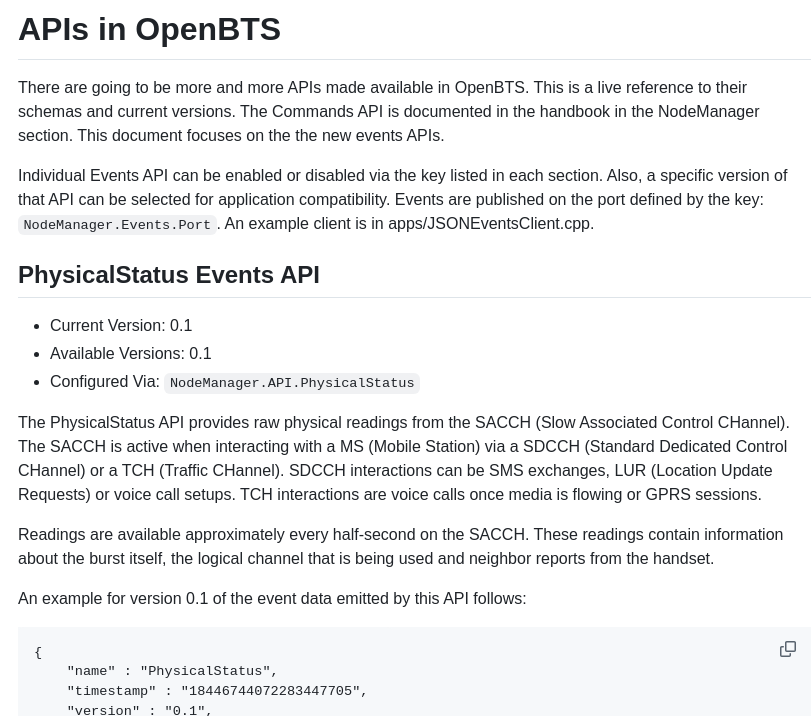 APIs in OpenBTS
There are going to be more and more APIs made available in OpenBTS. This is a live reference to their
schemas and current versions. The Commands API is documented in the handbook in the NodeManager
section. This document focuses on the the new events APIs.
Individual Events API can be enabled or disabled via the key listed in each section. Also, a specific version of
that API can be selected for application compatibility. Events are published on the port defined by the key:
NodeManager.Events.Port. An example client is in apps/JSONEventsClient.cpp.
PhysicalStatus Events API
• Current Version: 0.1
• Available Versions: 0.1
• Configured Via: NodeManager.API.PhysicalStatus
The PhysicalStatus API provides raw physical readings from the SACCH (Slow Associated Control CHannel).
The SACCH is active when interacting with a MS (Mobile Station) via a SDCCH (Standard Dedicated Control
CHannel) or a TCH (Traffic CHannel). SDCCH interactions can be SMS exchanges, LUR (Location Update
Requests) or voice call setups. TCH interactions are voice calls once media is flowing or GPRS sessions.
Readings are available approximately every half-second on the SACCH. These readings contain information
about the burst itself, the logical channel that is being used and neighbor reports from the handset.
An example for version 0.1 of the event data emitted by this API follows:
{
    "name" : "PhysicalStatus",
    "timestamp" : "18446744072283447705",
    "version" : "0.1",